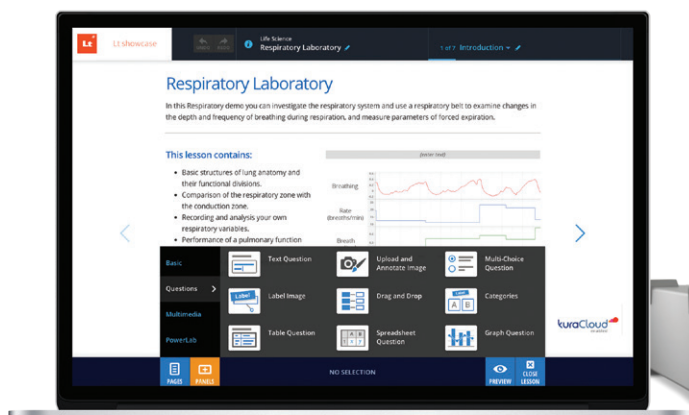 Lt
Lt showcase
UNDO
REDO
Life Science
Respiratory Laboratory
1 of 7 Introduction
Respiratory Laboratory
In this Respiratory demo you can investigate the respiratory system and use a respiratory belt to examine changes in
the depth and frequency of breathing during respiration, and measure parameters of forced expiration.
This lesson contains:
• Basic structures of lung anatomy and
their functional divisions.
• Comparison of the respiratory zone with
the conduction zone.
• Recording and analysis your own
respiratory variables.
• Performance of a pulmonary function
Breathing
Rate
(breaths/min)
Breath
Basic
Questions
Multimedia
PowerLab
Text Question
Upload and
Annotate Image
Multi-Choice
Question
Label
Label Image
Drag and Drop
A B
Categories
Table Question
Spreadsheet
Question
Graph Question
kuraCloud
PAGES
PANELS
NO SELECTION
PREVIEW
CLOSE
LESSON